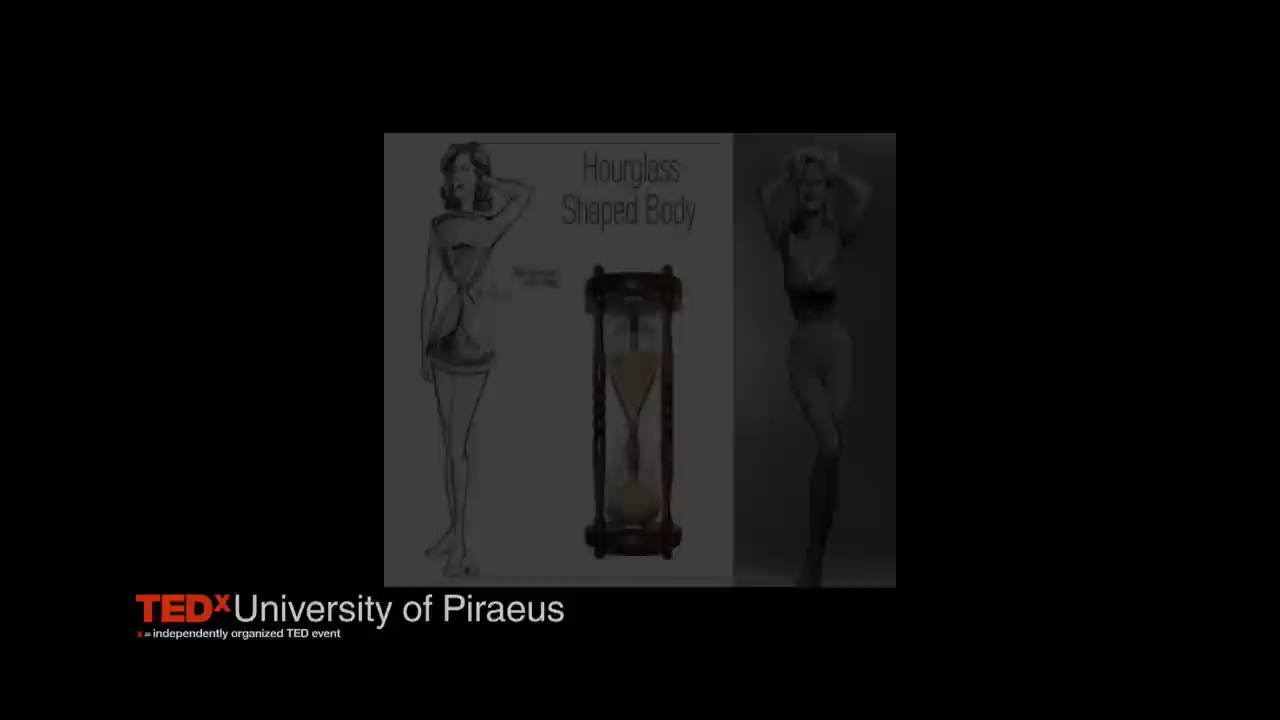 Hourglass
Shaped Body
TEDxUniversity of Piraeus
x = independently organized TED event